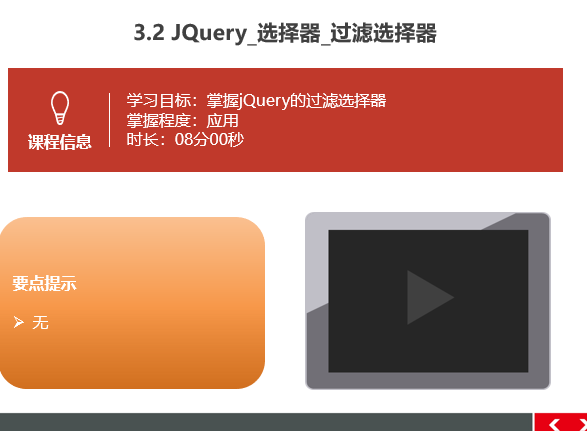 3.2 JQuery_选择器_过滤选择器
学习目标：掌握jQuery的过滤选择器
掌握程度：应用
时长：08分00秒
课程信息
要点提示
无